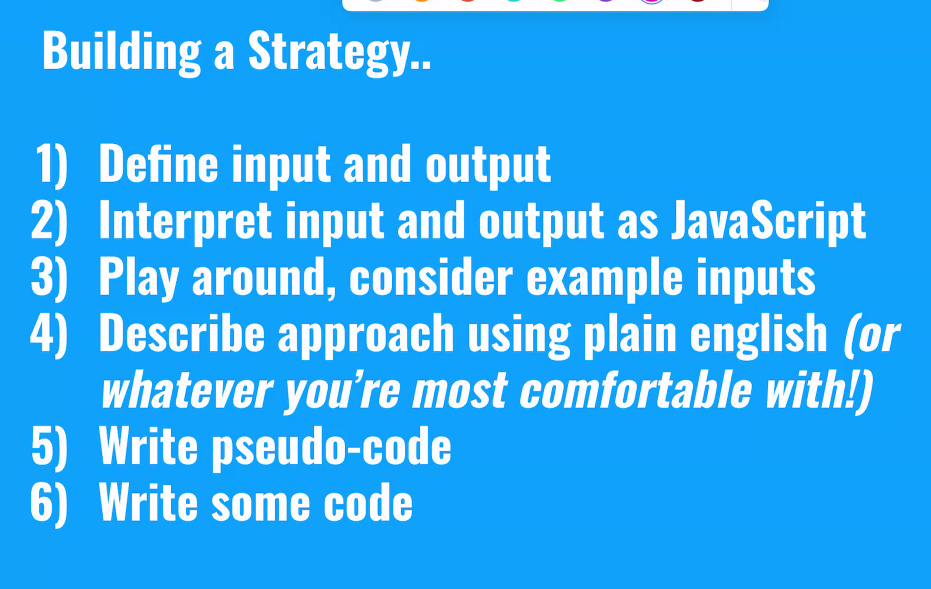 Building a Strategy..
1) Define input and output
2) Interpret input and output as JavaScript
3) Play around, consider example inputs
4) Describe approach using plain english (or
whatever you're most comfortable with!)
5) Write pseudo-code
6) Write some code